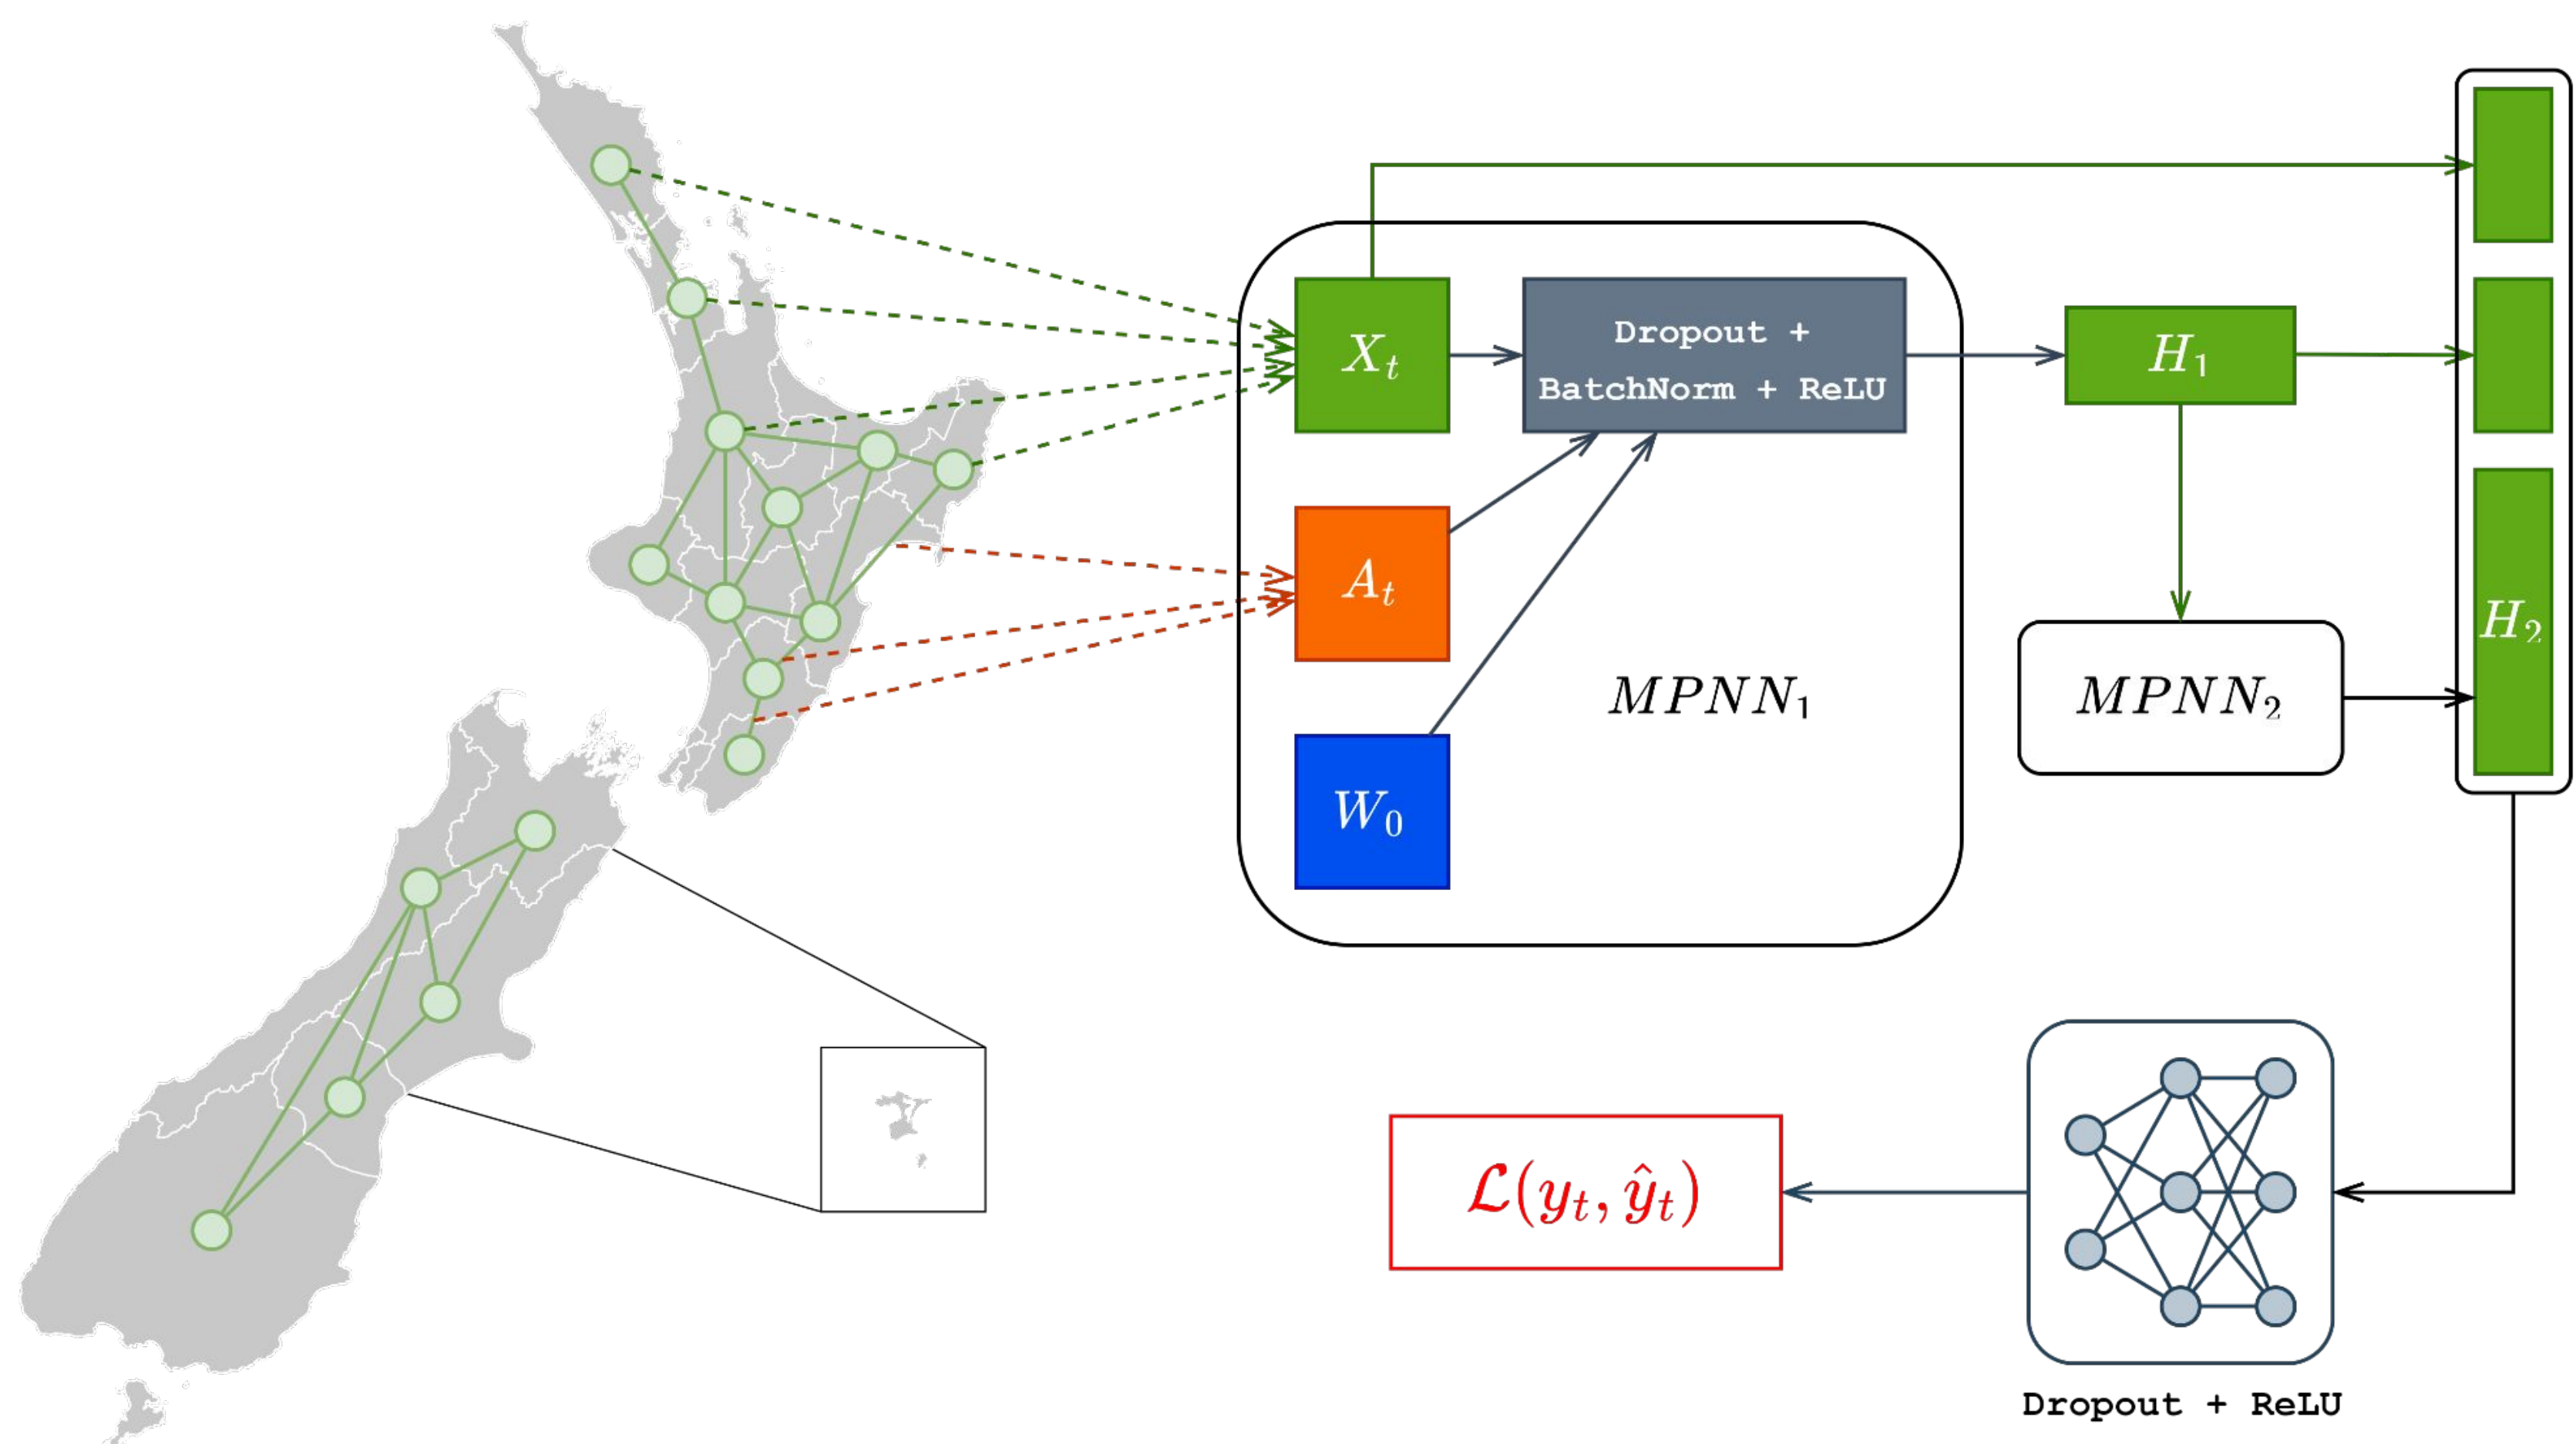 Dropout +
BatchNorm + ReLU
X_t
H_1
A_t
H_2
MPNN_1
MPNN_2
W_0
ℒ(y_t, ŷ_t)
Dropout + ReLU